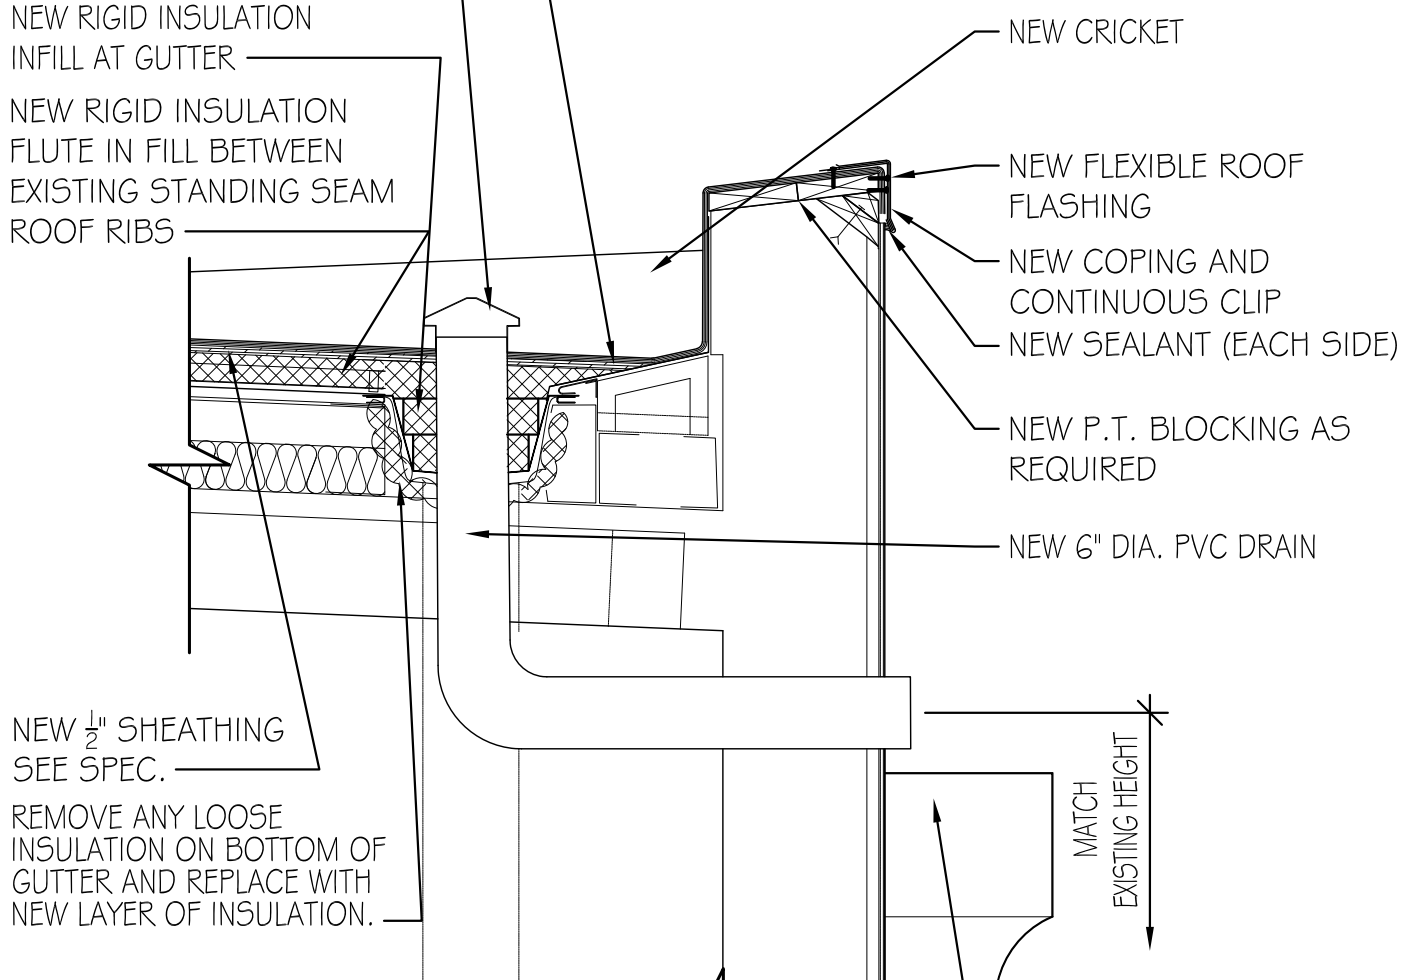 NEW RIGID INSULATION
INFILL AT GUTTER
NEW RIGID INSULATION
FLUTE IN FILL BETWEEN
EXISTING STANDING SEAM
ROOF RIBS
NEW 1/2" SHEATHING
SEE SPEC.
REMOVE ANY LOOSE
INSULATION ON BOTTOM OF
GUTTER AND REPLACE WITH
NEW LAYER OF INSULATION.
NEW CRICKET
NEW FLEXIBLE ROOF
FLASHING
NEW COPING AND
CONTINUOUS CLIP
NEW SEALANT (EACH SIDE)
NEW P.T. BLOCKING AS
REQUIRED
NEW 6" DIA. PVC DRAIN
MATCH
EXISTING HEIGHT